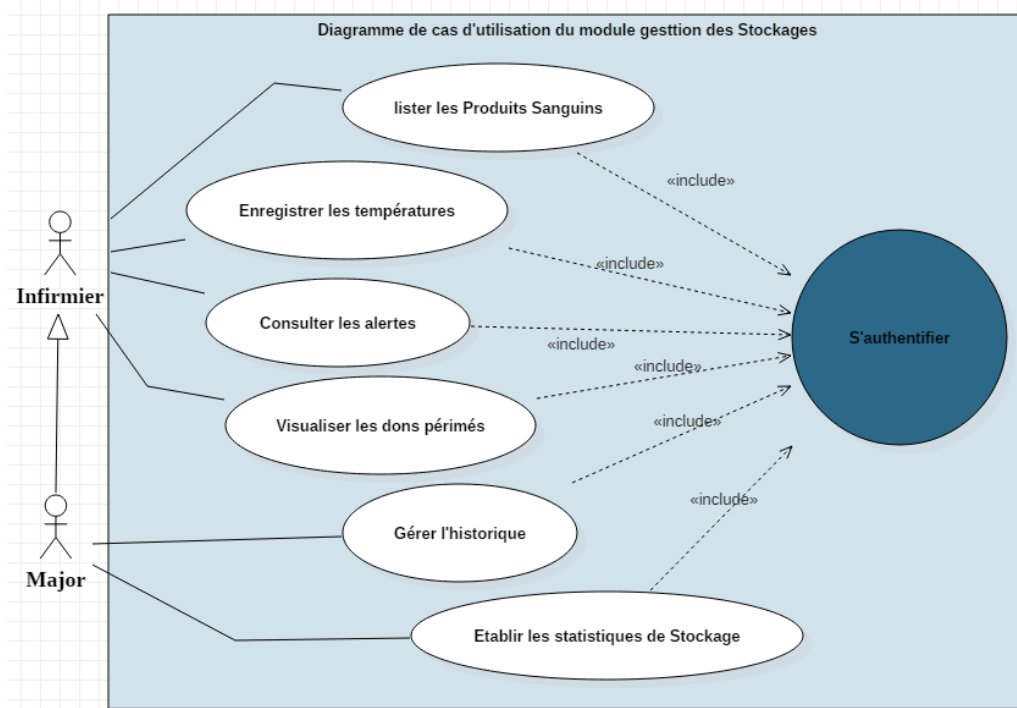 Diagramme de cas d'utilisation du module gesttion des Stockages
lister les Produits Sanguins
«include»
Enregistrer les températures
«include»
Infirmier
Consulter les alertes
«include»
S'authentifier
«include»
Visualiser les dons périmés
«include»
Gérer l'historique
«include»
Major
Etablir les statistiques de Stockage